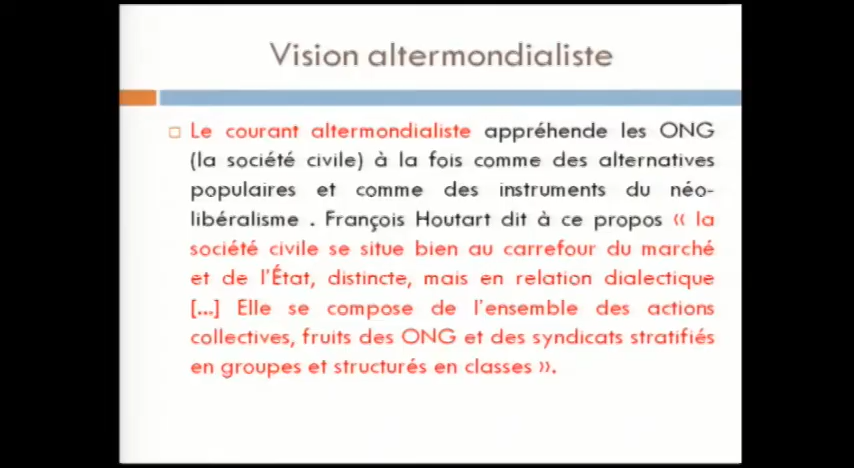 Vision altermondialiste
Le courant altermondialiste appréhende les ONG
(la société civile) à la fois comme des alternatives
populaires et comme des instruments du néo-
libéralisme . François Houtart dit à ce propos « la
société civile se situe bien au carrefour du marché
et de l'État, distincte, mais en relation dialectique
[...] Elle se compose de l'ensemble des actions
collectives, fruits des ONG et des syndicats stratifiés
en groupes et structurés en classes ».